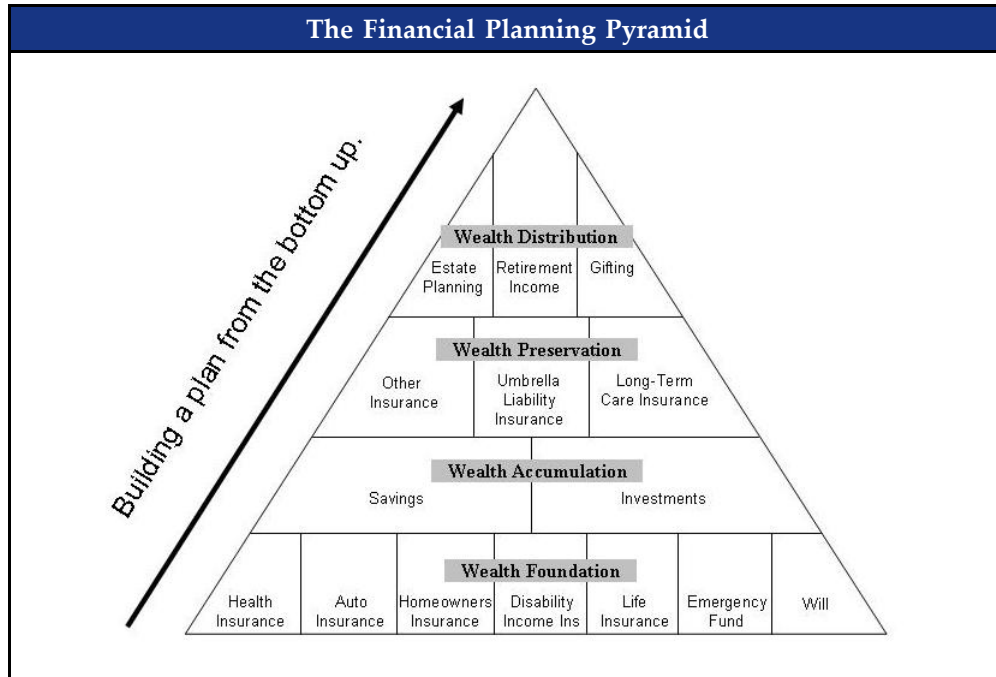 The Financial Planning Pyramid
Building a plan from the bottom up.
Wealth Distribution
Estate
Planning
Retirement
Income
Gifting
Wealth Preservation
Other
Insurance
Umbrella
Liability
Insurance
Long-Term
Care Insurance
Wealth Accumulation
Savings
Investments
Wealth Foundation
Health
Insurance
Auto
Insurance
Homeowners
Insurance
Disability
Income Ins
Life
Insurance
Emergency
Fund
Will